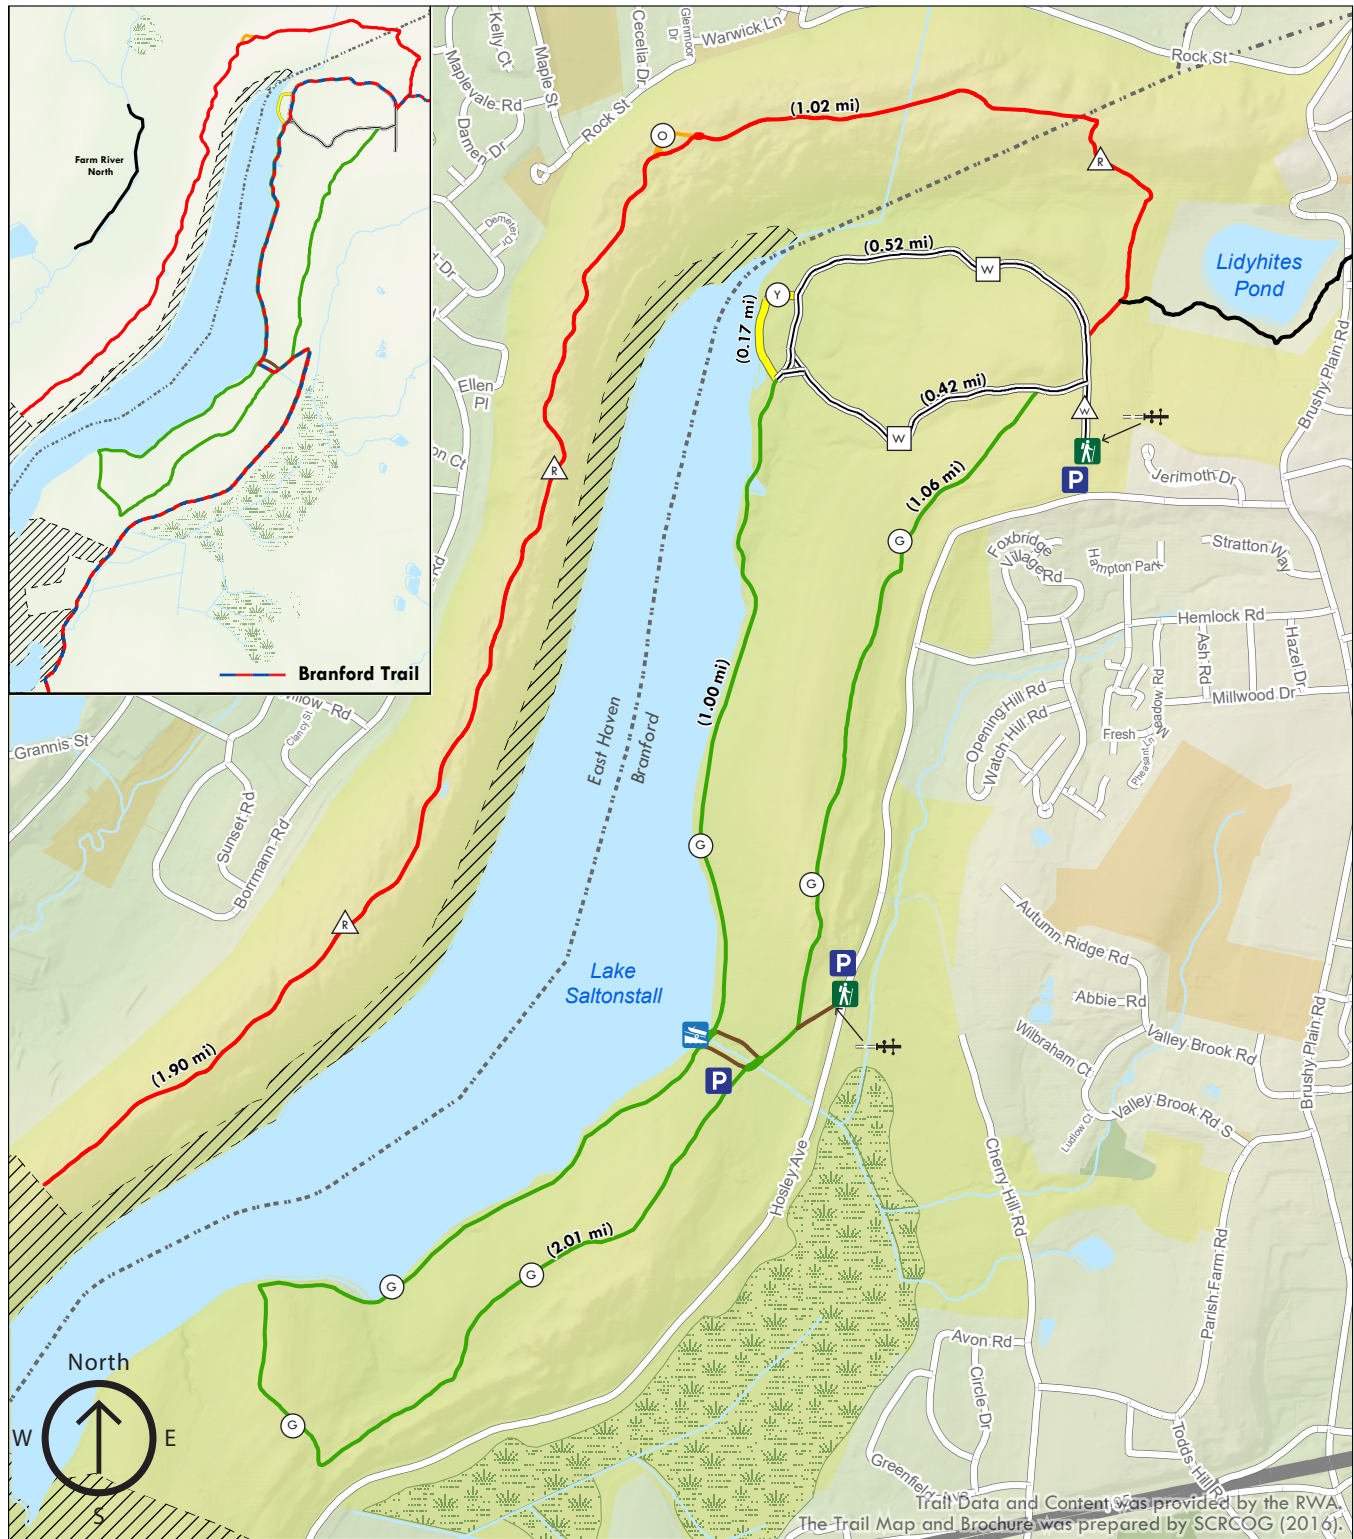 Farm River
North
Branford Trail
Kelly Ct
Maplevale Rd
Damen Dr
Maple St
Cecelia Dr
Glenmoor
Dr
Warwick Ln
Rock St
Rock St
Demeter D
d Dr
Ellen
Pl
on Ct
Rd
(1.02 mi)
O
R
(0.52 mi)
W
Y
(0.17 mi)
(0.42 mi)
W
W
P
Lidyhites
Pond
Brushy Plain Rd
Jerimoth Dr
R
(1.06 mi)
G
Foxbridge
Village Rd
Hampton Park
Stratton Way
Hemlock Rd
Ash Rd
Hazel Dr
Millwood Dr
Meadow Rd
Fresh
Pheasant Ln
Opening Hill Rd
Watch Hill Rd
(1.00 mi)
East Haven
Branford
illow Rd
Clancy St
Grannis St
Sunset Rd
Borrmann Rd
G
G
R
Autumn Ridge Rd
Abbie Rd
Wilbraham Ct
Valley Brook Rd
Ludlow Ct
Valley Brook Rd S
Brushy Plain Rd
P
Lake
Saltonstall
P
(1.90 mi)
Hosley Ave
Cherry Hill Rd
Parish Farm Rd
(2.01 mi)
G
G
G
Avon Rd
Circle Dr
Greenfield Ave
Todds Hill R
95
North
W
E
S
Trail Data and Content was provided by the RWA.
The Trail Map and Brochure was prepared by SCRCOG (2016).